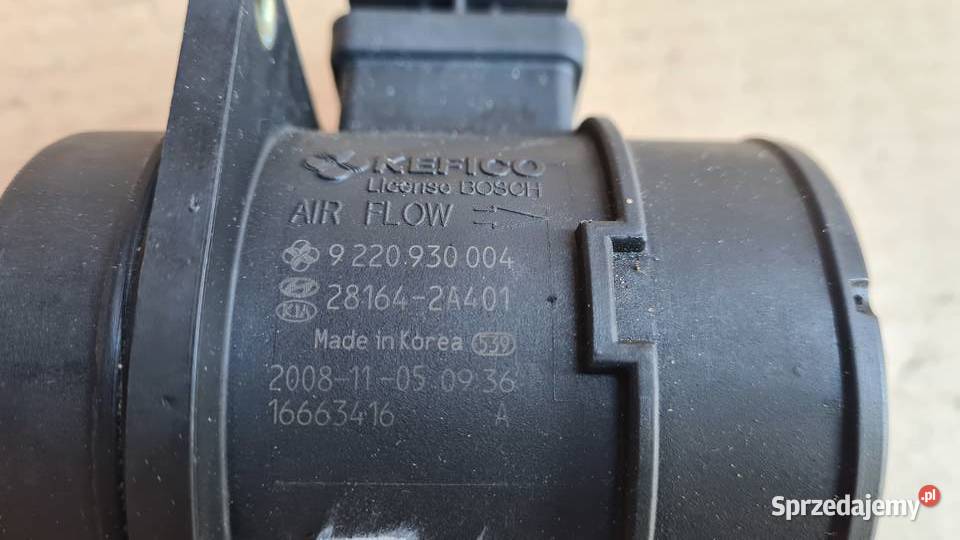 KEFICO
License BOSCH
AIR FLOW
9 220 930 004
28164-2A401
KIA
Made in Korea 539
2008-11-05 09:36
16663416 A
Sprzedajemy.pl